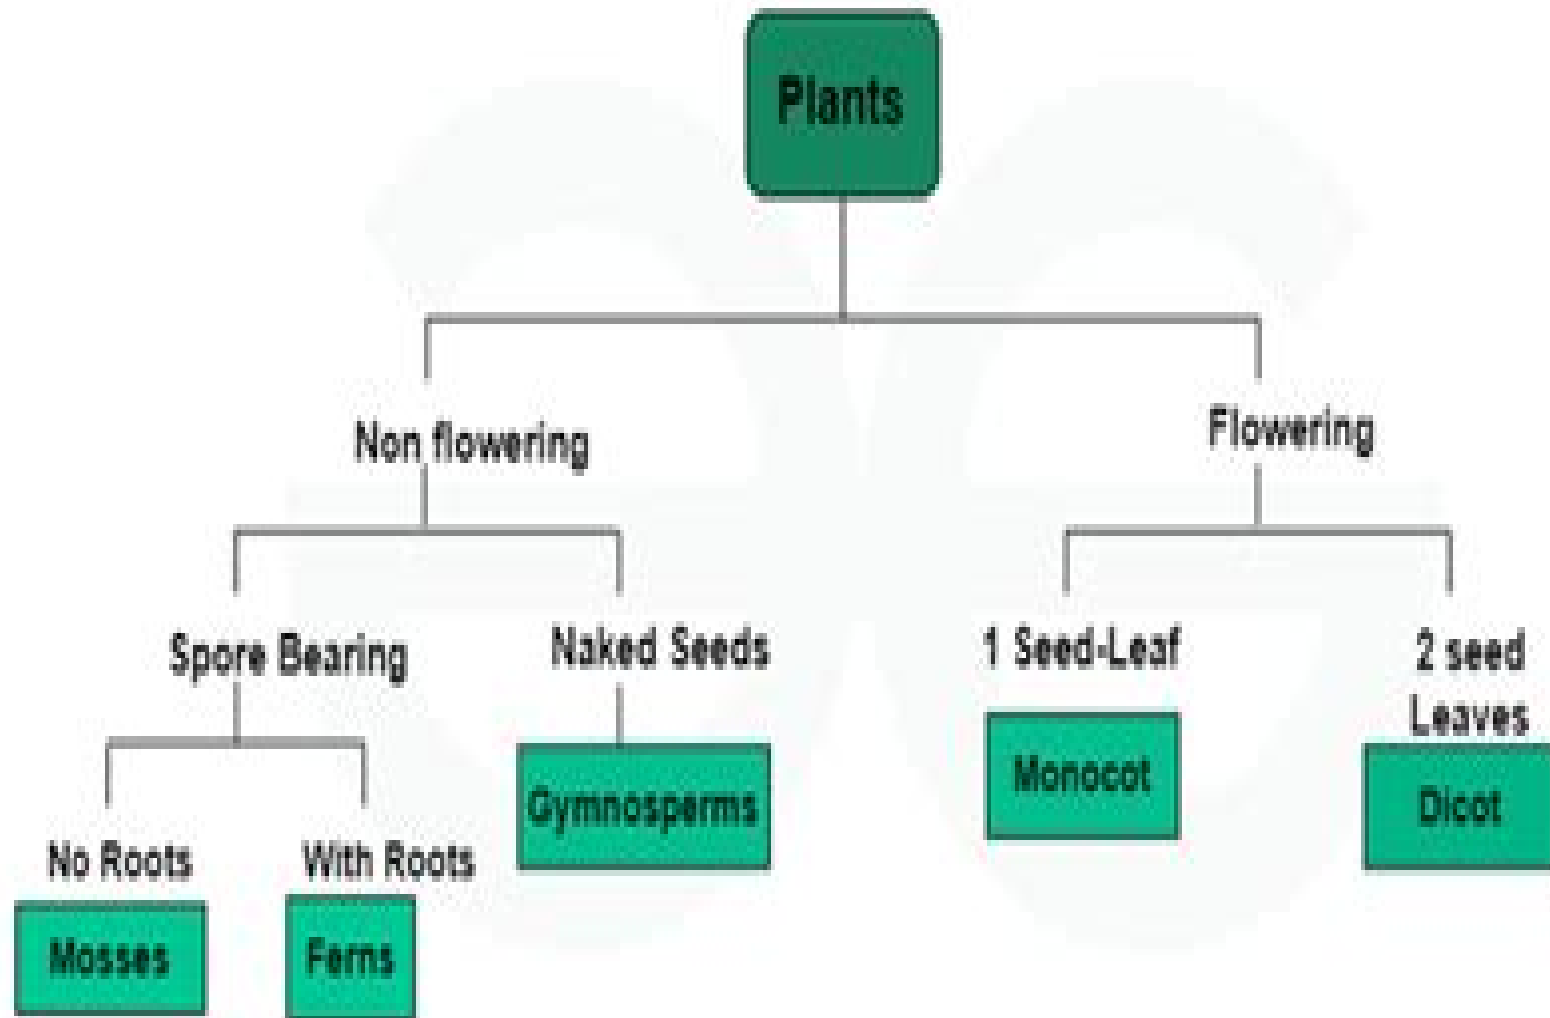 Plants
Non flowering
Flowering
Spore Bearing
Naked Seeds
1 Seed-Leaf
2 seed
Leaves
Gymnosperms
Monocot
Dicot
No Roots
With Roots
Mosses
Ferns